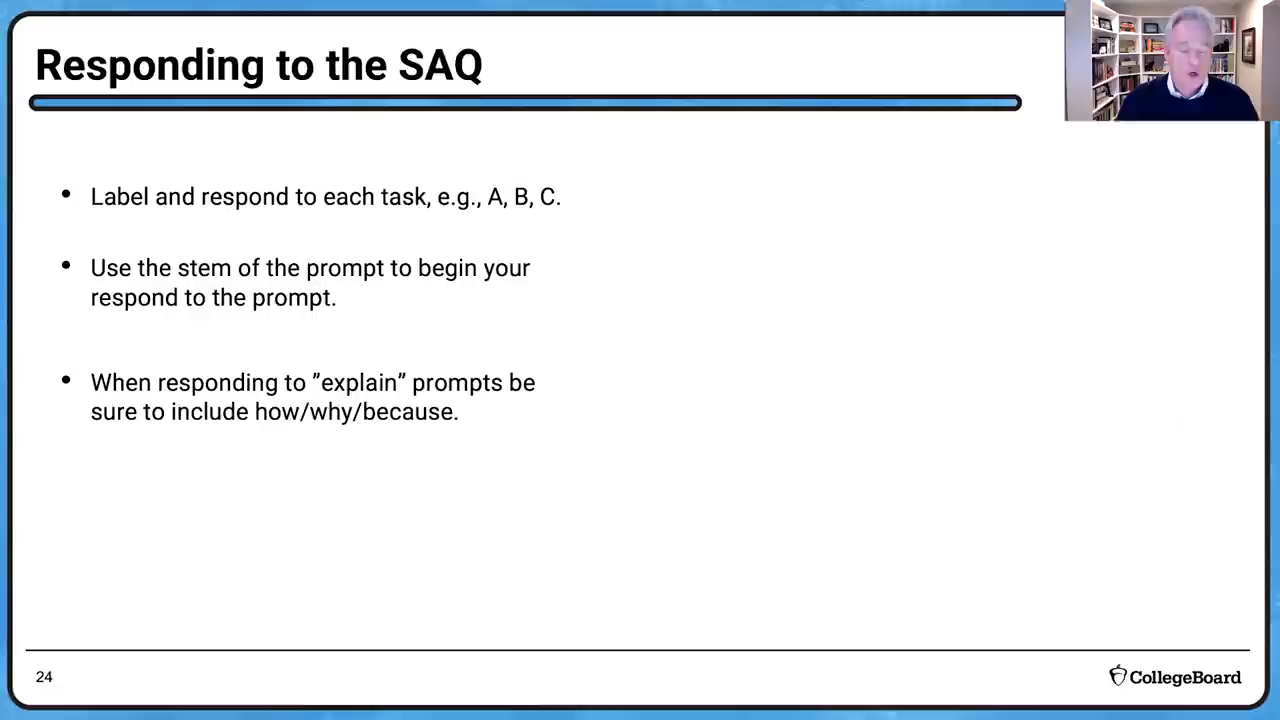 Responding to the SAQ
• Label and respond to each task, e.g., A, B, C.
• Use the stem of the prompt to begin your
respond to the prompt.
• When responding to ”explain” prompts be
sure to include how/why/because.
24
CollegeBoard